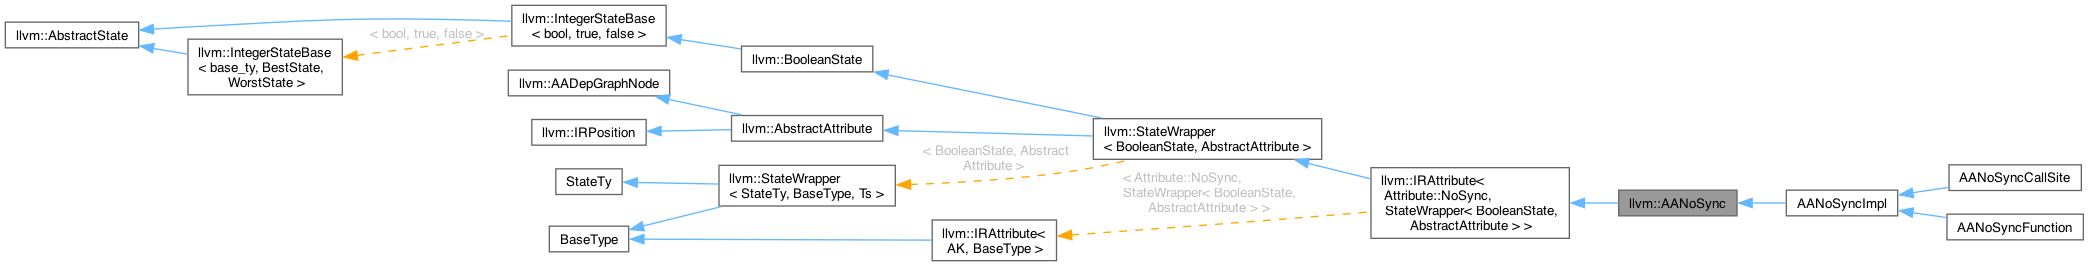 llvm::AbstractState
llvm::IntegerStateBase
< base_ty, BestState,
WorstState >
< bool, true, false >
llvm::IntegerStateBase
< bool, true, false >
llvm::AADepGraphNode
llvm::IRPosition
StateTy
BaseType
llvm::BooleanState
llvm::AbstractAttribute
llvm::StateWrapper
< StateTy, BaseType, Ts >
< BooleanState, Abstract
Attribute >
llvm::IRAttribute<
AK, BaseType >
llvm::StateWrapper
< BooleanState, AbstractAttribute >
< Attribute::NoSync,
StateWrapper< BooleanState,
AbstractAttribute > >
llvm::IRAttribute<
Attribute::NoSync,
StateWrapper< BooleanState,
AbstractAttribute > >
llvm::AANoSync
AANoSyncImpl
AANoSyncCallSite
AANoSyncFunction